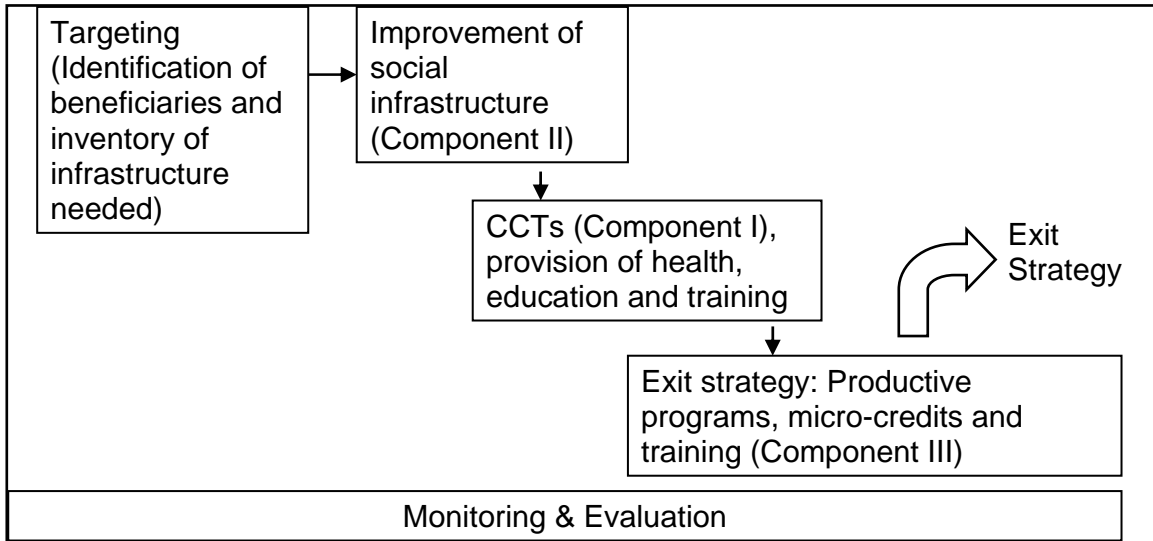 Targeting
(Identification of
beneficiaries and
inventory of
infrastructure
needed)
Improvement of
social
infrastructure
(Component II)
CCTs (Component I),
provision of health,
education and training
Exit
Strategy
Exit strategy: Productive
programs, micro-credits and
training (Component III)
Monitoring & Evaluation